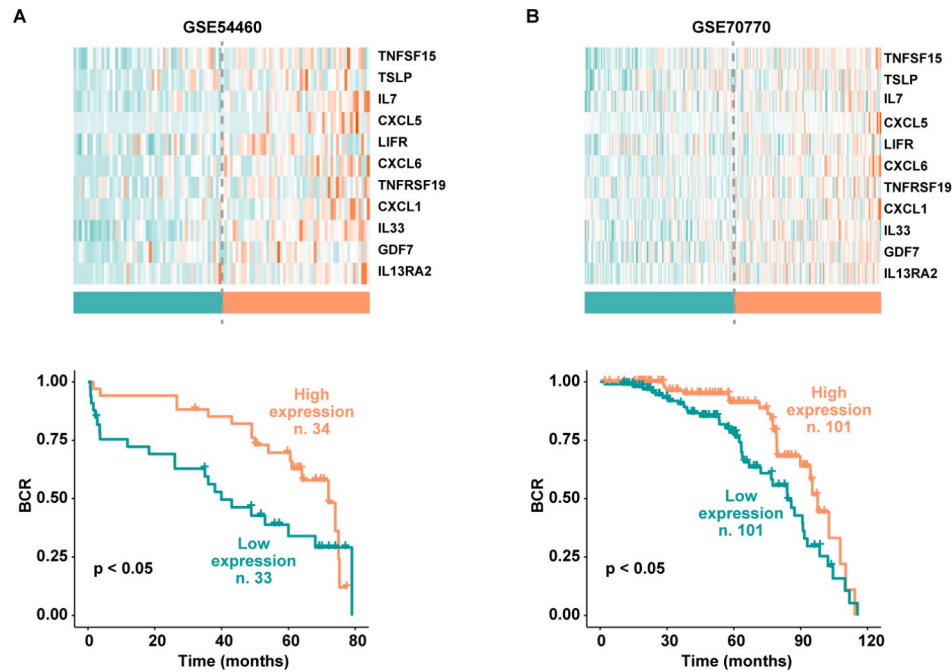 A
GSE54460
TNFSF15
TSLP
IL7
CXCL5
LIFR
CXCL6
TNFRSF19
CXCL1
IL33
GDF7
IL13RA2
1.00
0.75
0.50
0.25
0.00
BCR
High
expression
n. 34
Low
expression
n. 33
p < 0.05
0
20
40
60
80
Time (months)
B
GSE70770
TNFSF15
TSLP
IL7
CXCL5
LIFR
CXCL6
TNFRSF19
CXCL1
IL33
GDF7
IL13RA2
1.00
0.75
0.50
0.25
0.00
BCR
High
expression
n. 101
Low
expression
n. 101
p < 0.05
0
30
60
90
120
Time (months)